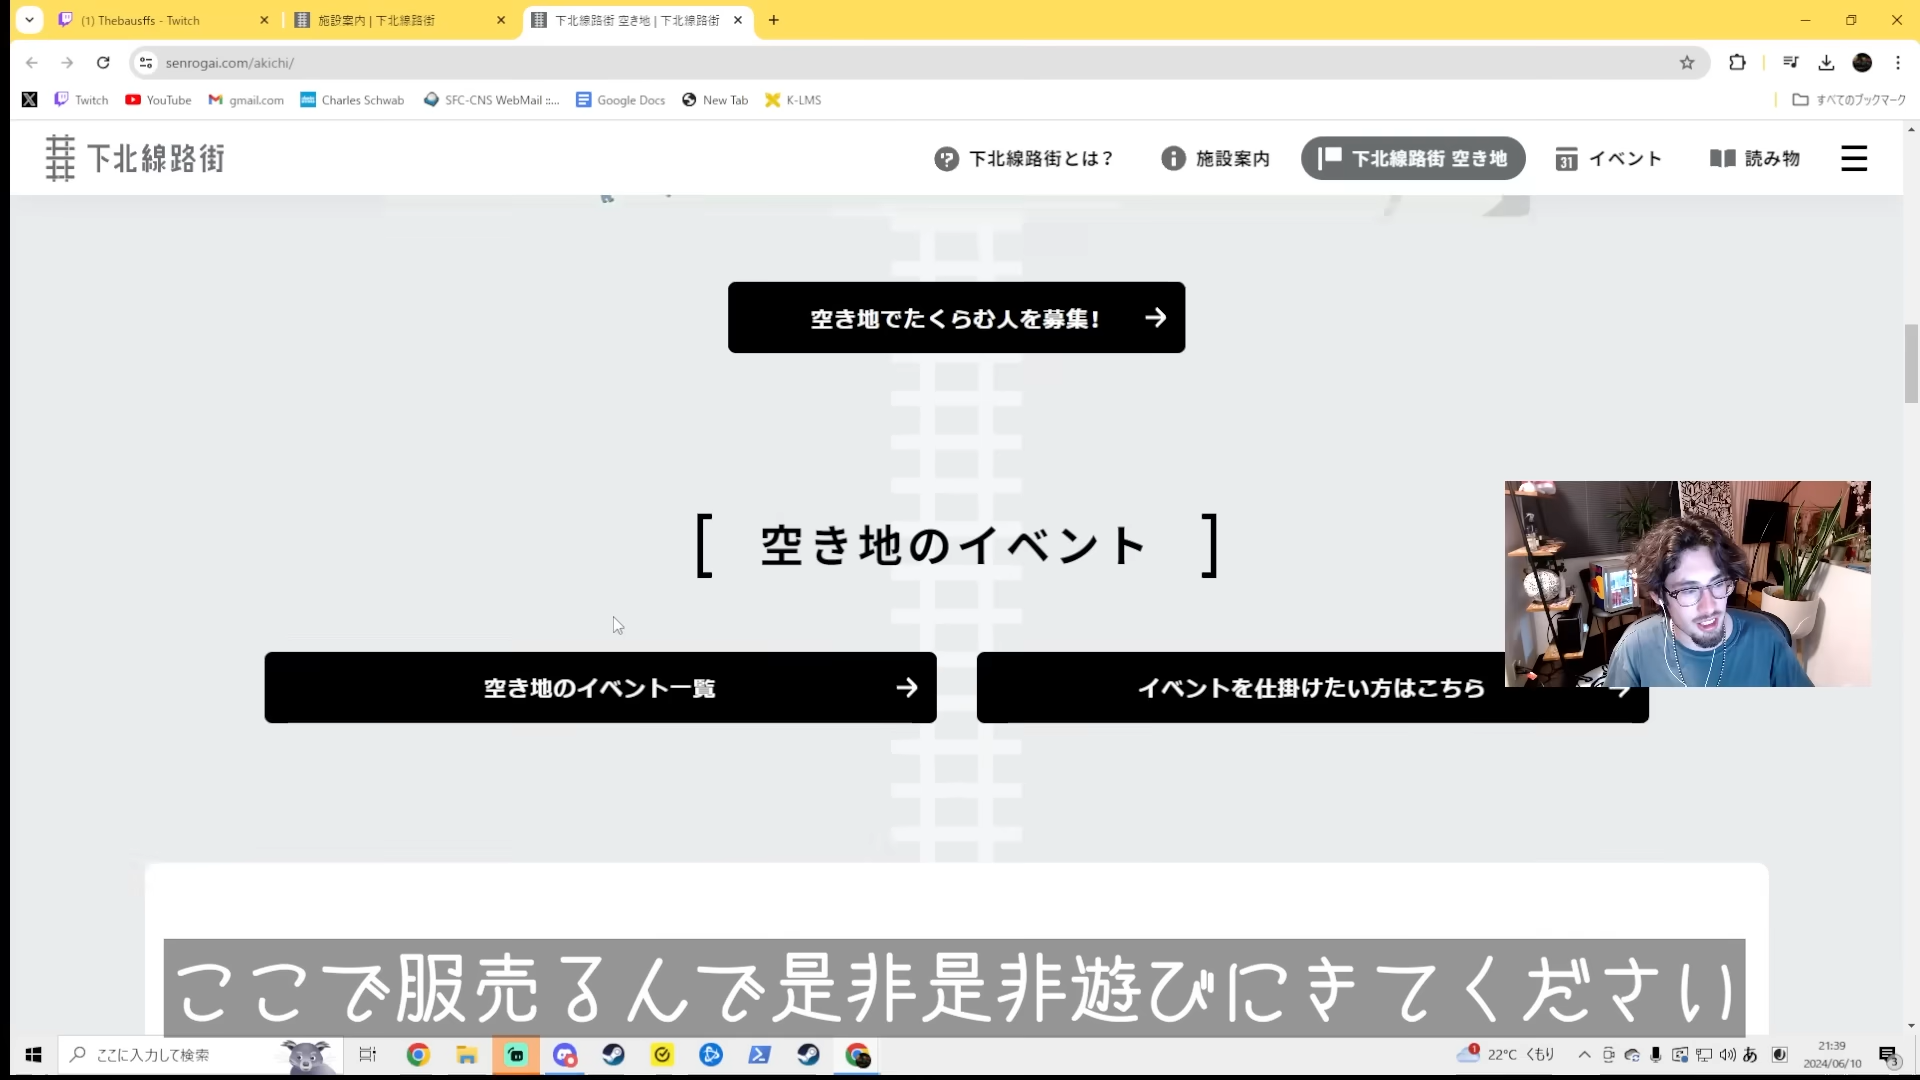 (1) Thebausffs - Twitch
施設案内 | 下北線路街
下北線路街 空き地 | 下北線路街
senrogai.com/akichi/
X
Twitch
YouTube
gmail.com
Charles Schwab
SFC-CNS WebMail ::...
Google Docs
New Tab
K-LMS
すべてのブックマーク
下北線路街
下北線路街とは？
施設案内
下北線路街 空き地
31 イベント
読み物
空き地でたくらむ人を募集！
[ 空き地のイベント ]
空き地のイベント一覧
イベントを仕掛けたい方はこちら
ここで服売るんで是非是非遊びにきてください
ここに入力して検索
1
22°C くもり
あ
21:39
2024/06/10
3